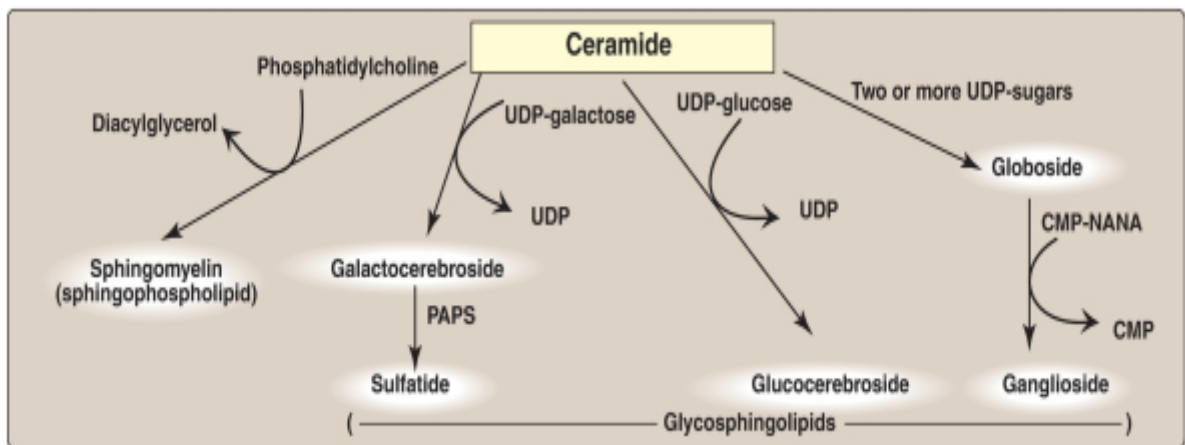 Ceramide
Phosphatidylcholine
Diacylglycerol
UDP-galactose
UDP
UDP-glucose
UDP
Two or more UDP-sugars
Globoside
CMP-NANA
CMP
Sphingomyelin
(sphingophospholipid)
Galactocerebroside
PAPS
Sulfatide
Glucocerebroside
Ganglioside
( Glycosphingolipids )